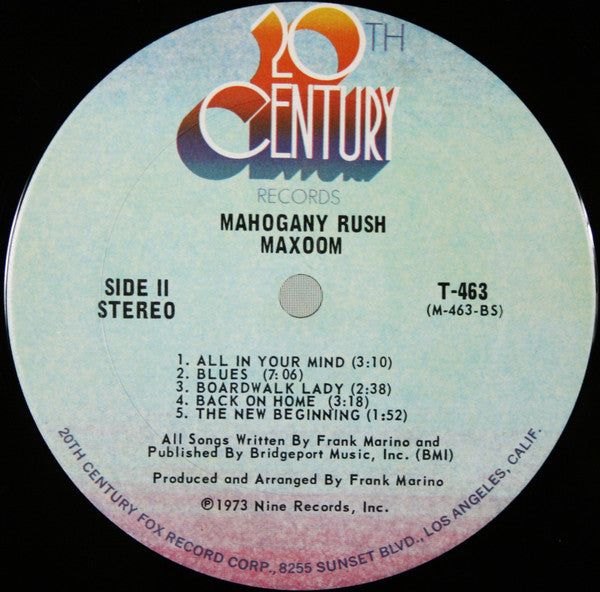 20TH
CENTURY
RECORDS
MAHOGANY RUSH
MAXOOM
SIDE II
STEREO
T-463
(M-463-BS)
1. ALL IN YOUR MIND (3:10)
2. BLUES (7:06)
3. BOARDWALK LADY (2:38)
4. BACK ON HOME (3:18)
5. THE NEW BEGINNING (1:52)
All Songs Written By Frank Marino and
Published By Bridgeport Music, Inc. (BMI)
Produced and Arranged By Frank Marino
℗1973 Nine Records, Inc.
20TH CENTURY FOX RECORD CORP., 8255 SUNSET BLVD., LOS ANGELES, CALIF.